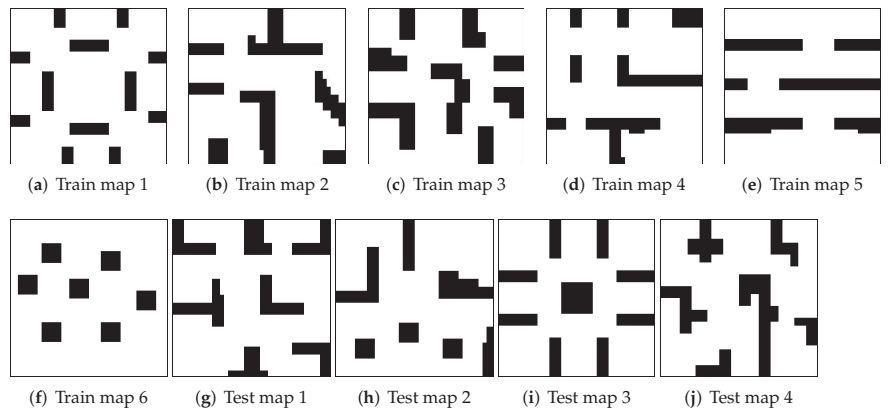 (a) Train map 1
(b) Train map 2
(c) Train map 3
(d) Train map 4
(e) Train map 5
(f) Train map 6
(g) Test map 1
(h) Test map 2
(i) Test map 3
(j) Test map 4